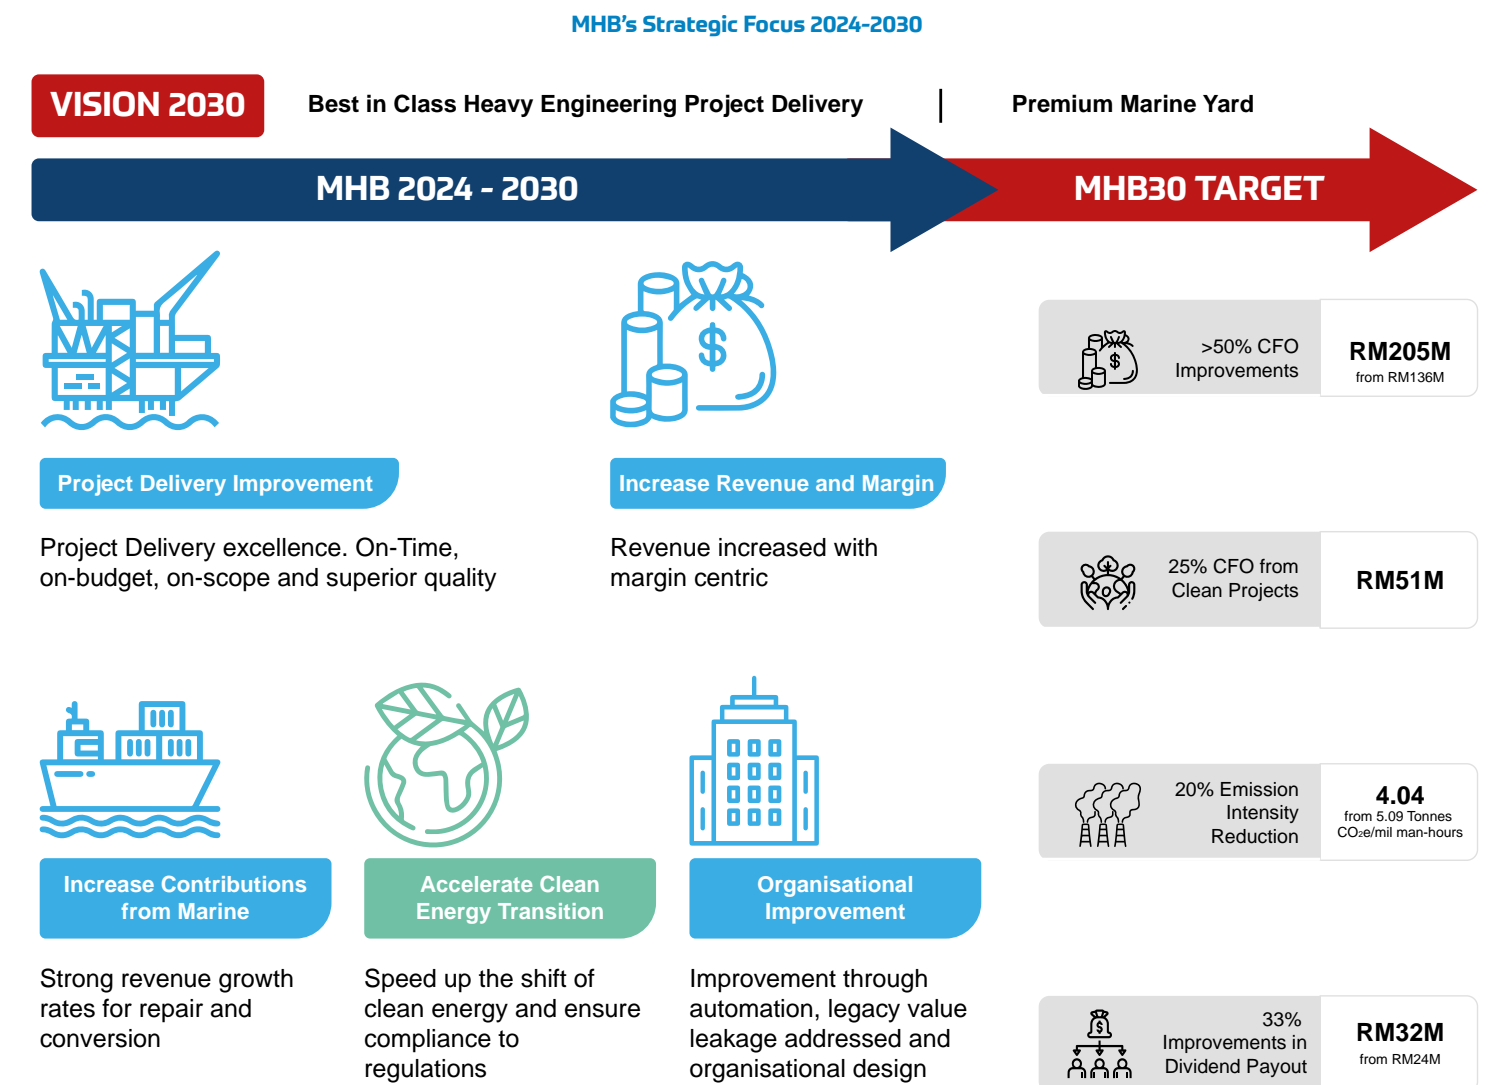 MHB's Strategic Focus 2024-2030
VISION 2030
Best in Class Heavy Engineering Project Delivery
Premium Marine Yard
MHB 2024 - 2030
MHB30 TARGET
$
$
>50% CFO
Improvements
RM205M
from RM136M
Project Delivery Improvement
Increase Revenue and Margin
Project Delivery excellence. On-Time,
on-budget, on-scope and superior quality
Revenue increased with
margin centric
25% CFO from
Clean Projects
RM51M
20% Emission
Intensity
Reduction
4.04
from 5.09 Tonnes
CO₂e/mil man-hours
Increase Contributions
from Marine
Accelerate Clean
Energy Transition
Organisational
Improvement
Strong revenue growth
rates for repair and
conversion
Speed up the shift of
clean energy and ensure
compliance to
regulations
Improvement through
automation, legacy value
leakage addressed and
organisational design
$
33%
Improvements in
Dividend Payout
RM32M
from RM24M